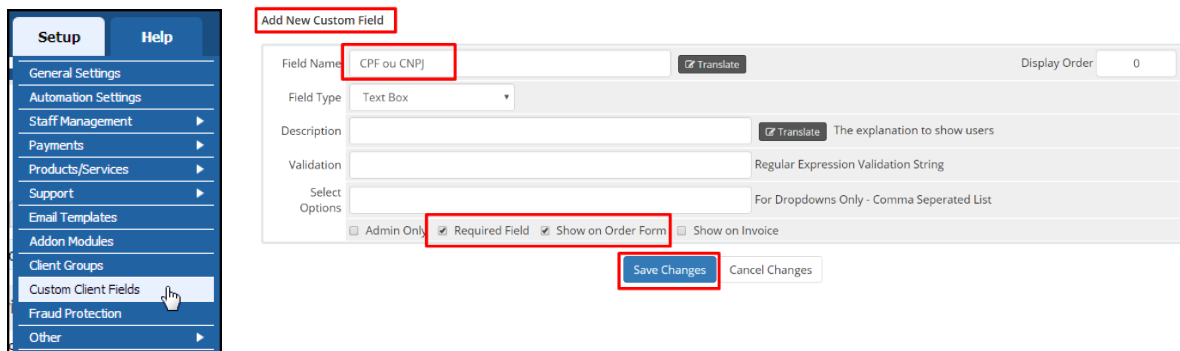 Setup Help
General Settings
Automation Settings
Staff Management
Payments
Products/Services
Support
Email Templates
Addon Modules
Client Groups
Custom Client Fields
Fraud Protection
Other
Add New Custom Field
Field Name CPF ou CNPJ Translate Display Order 0
Field Type Text Box
Description Translate The explanation to show users
Validation Regular Expression Validation String
Select
Options For Dropdowns Only - Comma Seperated List
Admin Only Required Field Show on Order Form Show on Invoice
Save Changes Cancel Changes